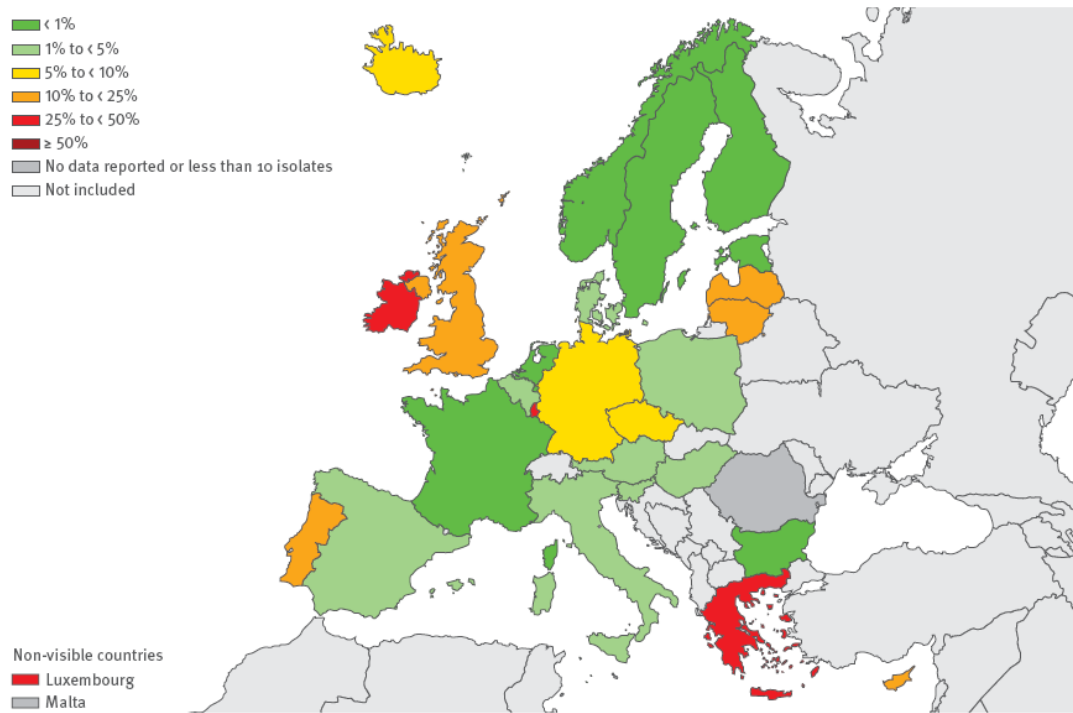 < 1%
1% to < 5%
5% to < 10%
10% to < 25%
25% to < 50%
≥ 50%
No data reported or less than 10 isolates
Not included
Non-visible countries
Luxembourg
Malta